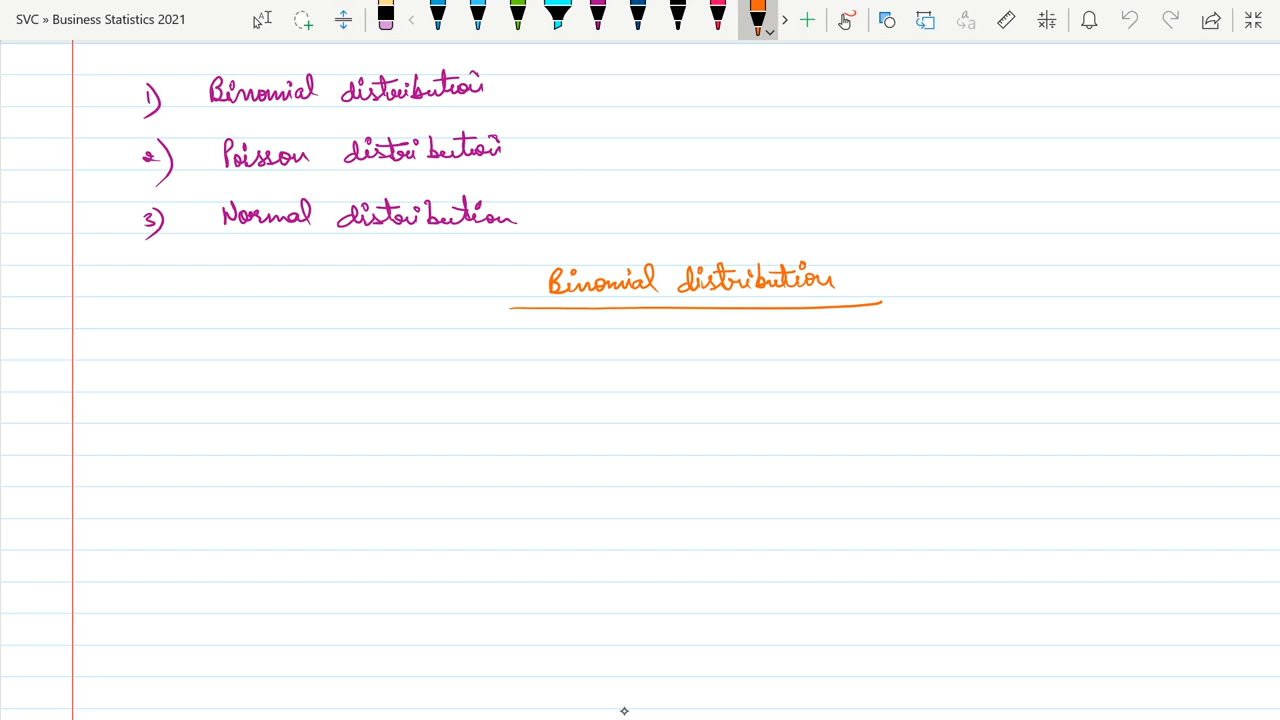 SVC » Business Statistics 2021
1) Binomial distribution
2) Poisson distribution
3) Normal distribution
Binomial distribution